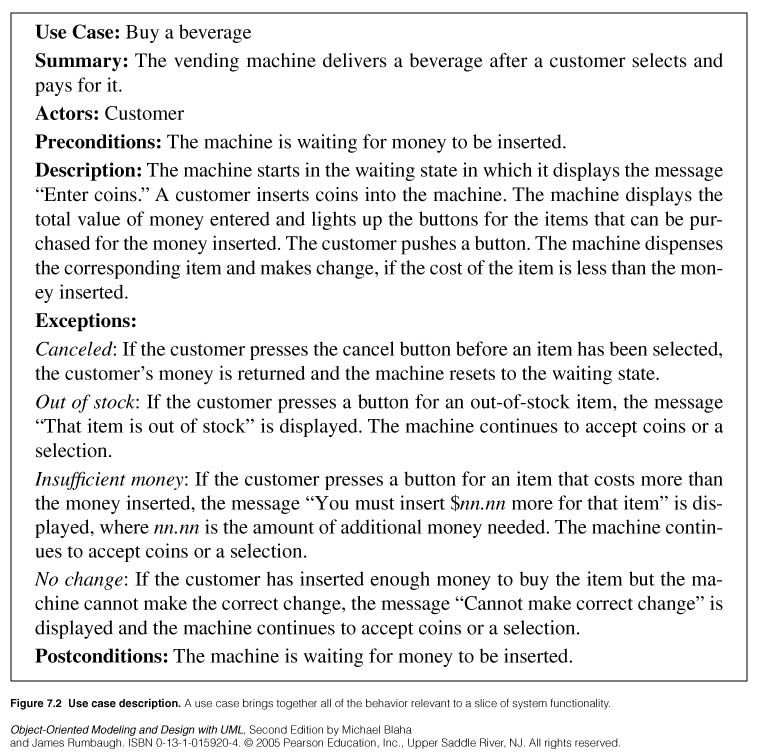 Use Case: Buy a beverage
Summary: The vending machine delivers a beverage after a customer selects and
pays for it.
Actors: Customer
Preconditions: The machine is waiting for money to be inserted.
Description: The machine starts in the waiting state in which it displays the message
“Enter coins.” A customer inserts coins into the machine. The machine displays the
total value of money entered and lights up the buttons for the items that can be pur-
chased for the money inserted. The customer pushes a button. The machine dispenses
the corresponding item and makes change, if the cost of the item is less than the mon-
ey inserted.
Exceptions:
Canceled: If the customer presses the cancel button before an item has been selected,
the customer’s money is returned and the machine resets to the waiting state.
Out of stock: If the customer presses a button for an out-of-stock item, the message
“That item is out of stock” is displayed. The machine continues to accept coins or a
selection.
Insufficient money: If the customer presses a button for an item that costs more than
the money inserted, the message “You must insert $nn.nn more for that item” is dis-
played, where nn.nn is the amount of additional money needed. The machine contin-
ues to accept coins or a selection.
No change: If the customer has inserted enough money to buy the item but the ma-
chine cannot make the correct change, the message “Cannot make correct change” is
displayed and the machine continues to accept coins or a selection.
Postconditions: The machine is waiting for money to be inserted.
Figure 7.2 Use case description. A use case brings together all of the behavior relevant to a slice of system functionality.
Object-Oriented Modeling and Design with UML, Second Edition by Michael Blaha
and James Rumbaugh. ISBN 0-13-1-015920-4. © 2005 Pearson Education, Inc., Upper Saddle River, NJ. All rights reserved.